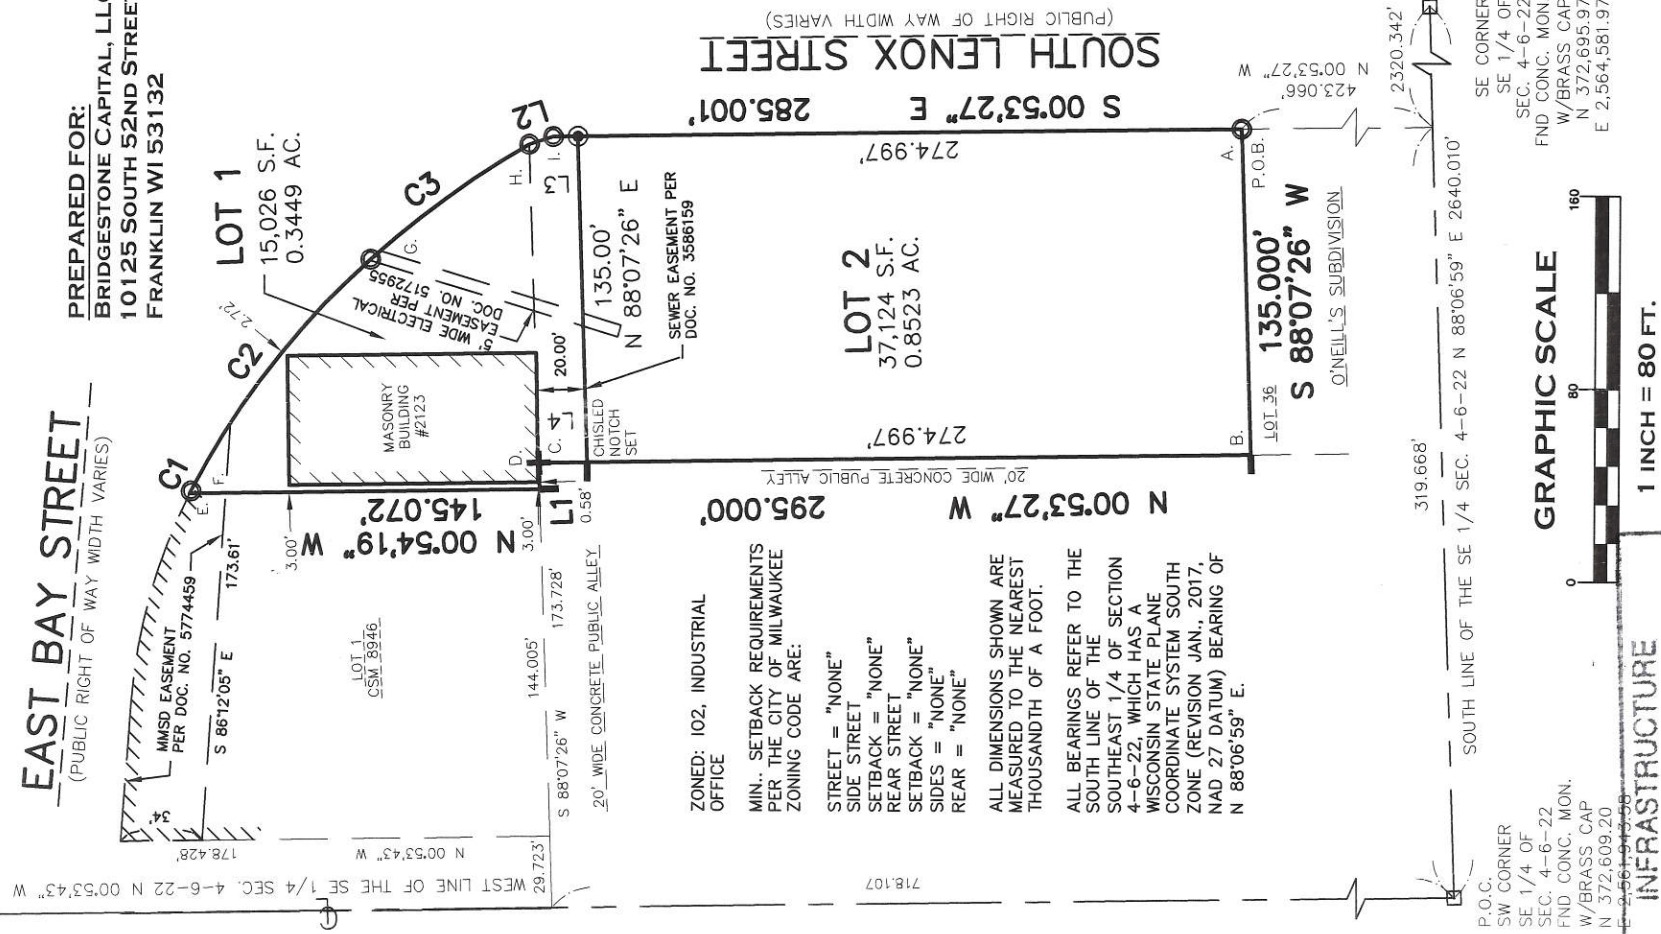 EAST BAY STREET
(PUBLIC RIGHT OF WAY WIDTH VARIES)
PREPARED FOR:
BRIDGESTONE CAPITAL, LLC
10125 SOUTH 52ND STREET
FRANKLIN WI 53132
SOUTH LENOX STREET
(PUBLIC RIGHT OF WAY WIDTH VARIES)
S 00°53'27" E 285.001'
N 00°53'27" W
423.066'
2320.342'
SE CORNER
SE 1/4 OF
SEC. 4-6-22
FND CONC. MON.
W/BRASS CAP
N 372,695.97
E 2,564,581.97
LOT 1
15,026 S.F.
0.3449 AC.
C1
C2
C3
L2
2.72'
E.
F.
G.
H.
I.
L3
5' WIDE ELECTRICAL
EASEMENT PER
DOC. NO. 5172955
MASONRY
BUILDING
#2123
20.00'
L4
C.
D.
CHISLED
NOTCH
SET
135.00'
N 88°07'26" E
SEWER EASEMENT PER
DOC. NO. 3586159
274.997'
LOT 2
37,124 S.F.
0.8523 AC.
274.997'
A.
P.O.B.
B.
LOT 36
135.000'
S 88°07'26" W
O'NEILL'S SUBDIVISION
N 00°54'19" W
145.072'
3.00'
3.00'
L1
0.58'
20' WIDE CONCRETE PUBLIC ALLEY
N 00°53'27" W 295.000'
MMSD EASEMENT
PER DOC. NO. 5774459
S 86°12'05" E 173.61'
34'
LOT 1
CSM 8946
144.005'
173.728'
S 88°07'26" W
20' WIDE CONCRETE PUBLIC ALLEY
178.428'
N 00°53'43" W
WEST LINE OF THE SE 1/4 SEC. 4-6-22 N 00°53'43" W
29.723'
718.107
ZONED: IO2, INDUSTRIAL
OFFICE
MIN.. SETBACK REQUIREMENTS
PER THE CITY OF MILWAUKEE
ZONING CODE ARE:
STREET = "NONE"
SIDE STREET
SETBACK = "NONE"
REAR STREET
SETBACK = "NONE"
SIDES = "NONE"
REAR = "NONE"
ALL DIMENSIONS SHOWN ARE
MEASURED TO THE NEAREST
THOUSANDTH OF A FOOT.
ALL BEARINGS REFER TO THE
SOUTH LINE OF THE
SOUTHEAST 1/4 OF SECTION
4-6-22, WHICH HAS A
WISCONSIN STATE PLANE
COORDINATE SYSTEM SOUTH
ZONE (REVISION JAN., 2017,
NAD 27 DATUM) BEARING OF
N 88°06'59" E.
319.668'
SOUTH LINE OF THE SE 1/4 SEC. 4-6-22 N 88°06'59" E 2640.010'
P.O.C.
SW CORNER
SE 1/4 OF
SEC. 4-6-22
FND CONC. MON.
W/BRASS CAP
N 372,609.20
E 2,561,943.58
GRAPHIC SCALE
0 80 160
1 INCH = 80 FT.
INFRASTRUCTURE